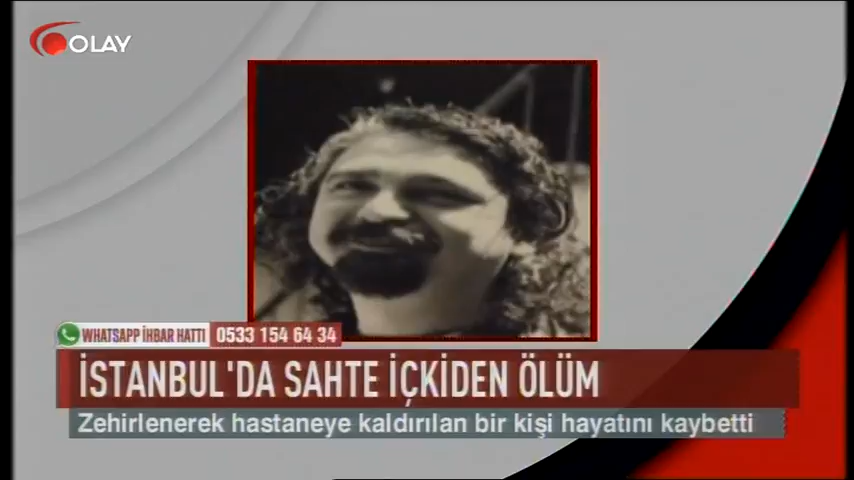 OLAY
WHATSAPP İHBAR HATTI 0533 154 64 34
İSTANBUL'DA SAHTE İÇKİDEN ÖLÜM
Zehirlenerek hastaneye kaldırılan bir kişi hayatını kaybetti